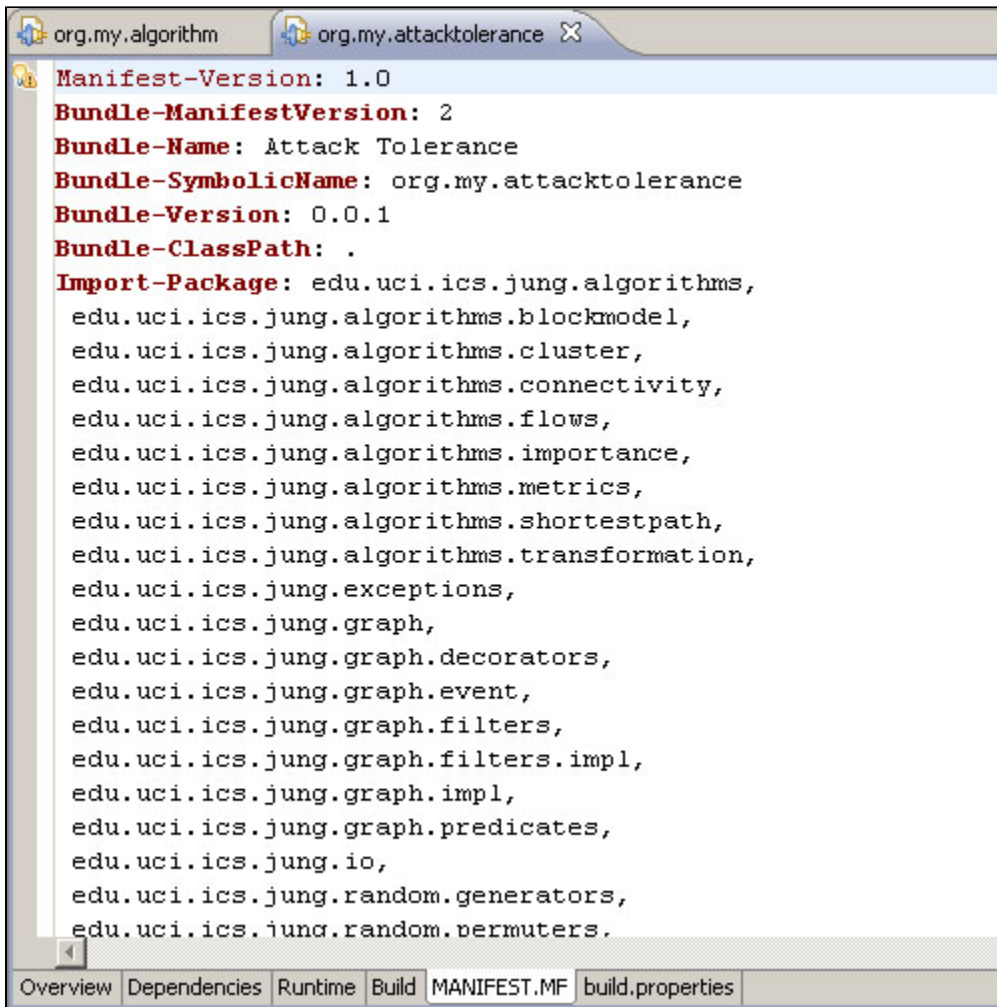 org.my.algorithm org.my.attacktolerance
Manifest-Version: 1.0
Bundle-ManifestVersion: 2
Bundle-Name: Attack Tolerance
Bundle-SymbolicName: org.my.attacktolerance
Bundle-Version: 0.0.1
Bundle-ClassPath: .
Import-Package: edu.uci.ics.jung.algorithms,
edu.uci.ics.jung.algorithms.blockmodel,
edu.uci.ics.jung.algorithms.cluster,
edu.uci.ics.jung.algorithms.connectivity,
edu.uci.ics.jung.algorithms.flows,
edu.uci.ics.jung.algorithms.importance,
edu.uci.ics.jung.algorithms.metrics,
edu.uci.ics.jung.algorithms.shortestpath,
edu.uci.ics.jung.algorithms.transformation,
edu.uci.ics.jung.exceptions,
edu.uci.ics.jung.graph,
edu.uci.ics.jung.graph.decorators,
edu.uci.ics.jung.graph.event,
edu.uci.ics.jung.graph.filters,
edu.uci.ics.jung.graph.filters.impl,
edu.uci.ics.jung.graph.impl,
edu.uci.ics.jung.graph.predicates,
edu.uci.ics.jung.io,
edu.uci.ics.jung.random.generators,
edu.uci.ics.jung.random.permuters,
Overview Dependencies Runtime Build MANIFEST.MF build.properties